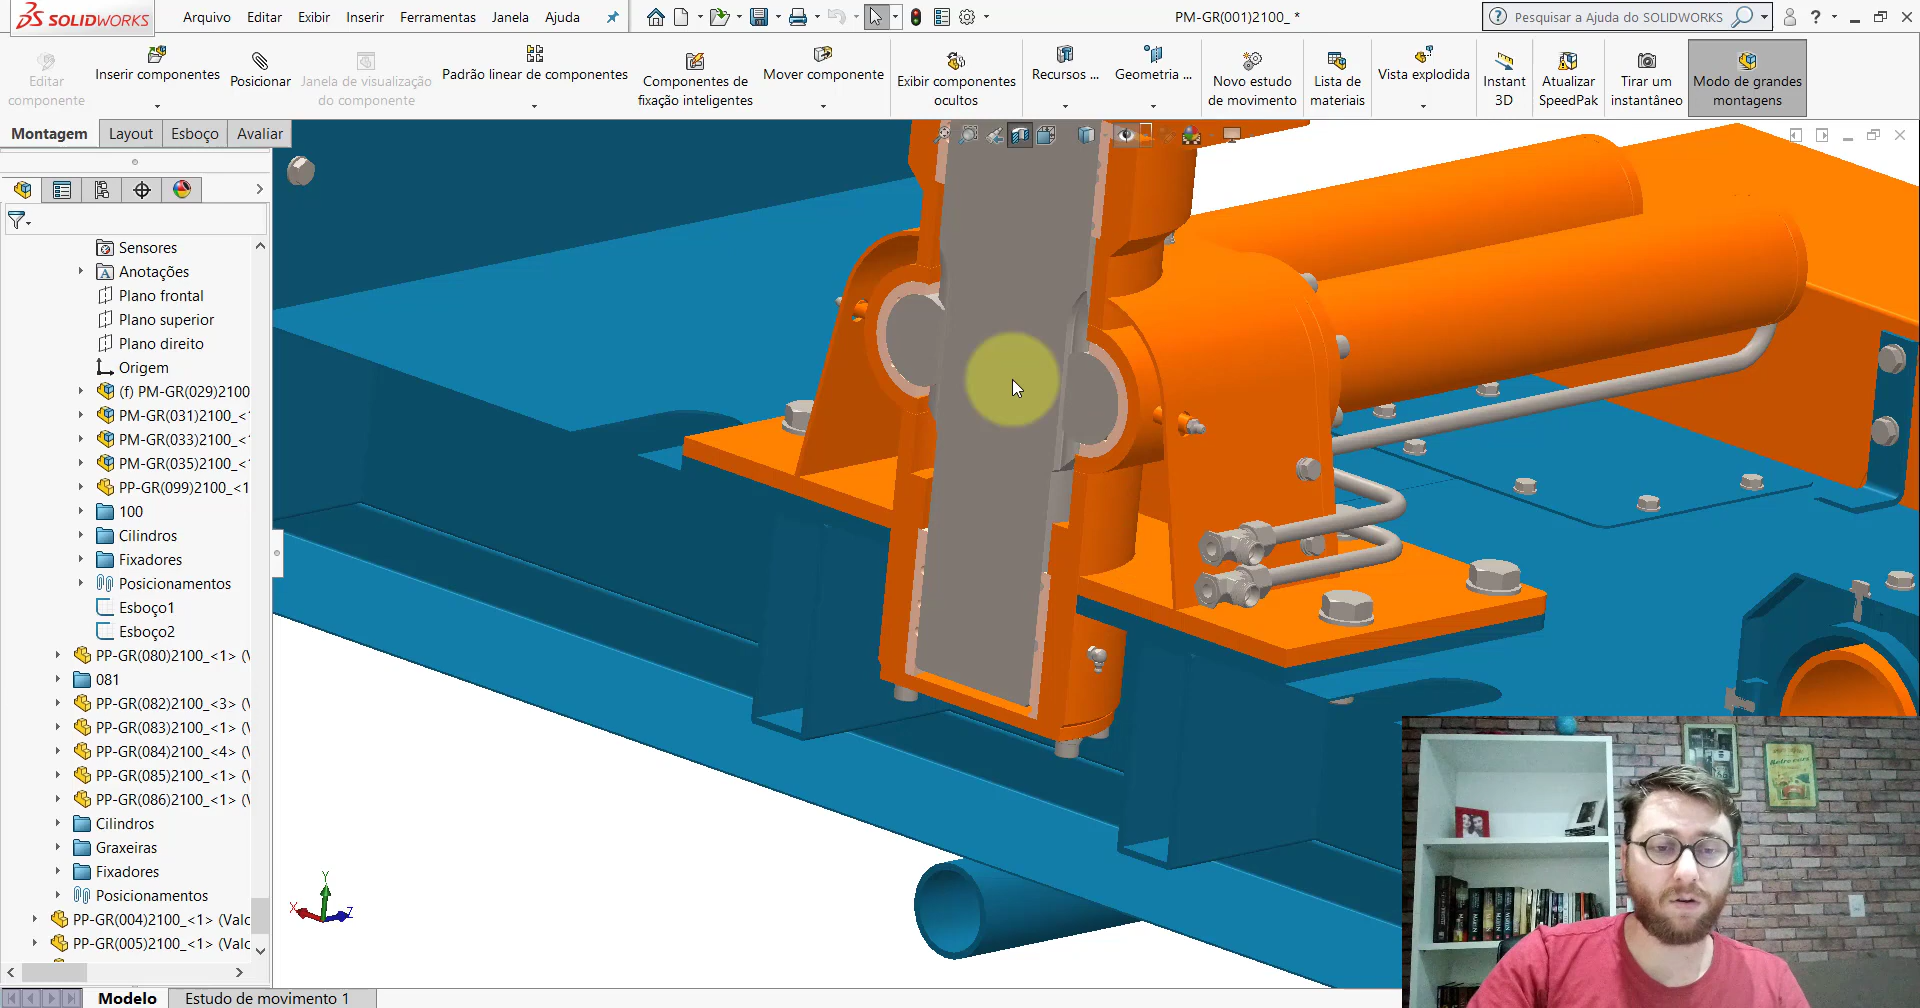 SOLIDWORKS
Arquivo Editar Exibir Inserir Ferramentas Janela Ajuda
PM-GR(001)2100_ *
Pesquisar a Ajuda do SOLIDWORKS
Editar componente
Inserir componentes
Posicionar
Janela de visualização do componente
Padrão linear de componentes
Componentes de fixação inteligentes
Mover componente
Exibir componentes ocultos
Recursos ...
Geometria ...
Novo estudo de movimento
Lista de materiais
Vista explodida
Instant 3D
Atualizar SpeedPak
Tirar um instantâneo
Modo de grandes montagens
Montagem Layout Esboço Avaliar
Sensores
Anotações
Plano frontal
Plano superior
Plano direito
Origem
(f) PM-GR(029)2100
PM-GR(031)2100_<
PM-GR(033)2100_<
PM-GR(035)2100_<
PP-GR(099)2100_<1
100
Cilindros
Fixadores
Posicionamentos
Esboço1
Esboço2
PP-GR(080)2100_<1> (V
081
PP-GR(082)2100_<3> (V
PP-GR(083)2100_<1> (V
PP-GR(084)2100_<4> (V
PP-GR(085)2100_<1> (V
PP-GR(086)2100_<1> (V
Cilindros
Graxeiras
Fixadores
Posicionamentos
PP-GR(004)2100_<1> (Valc
PP-GR(005)2100_<1> (Valc
Y
X
Z
Modelo Estudo de movimento 1